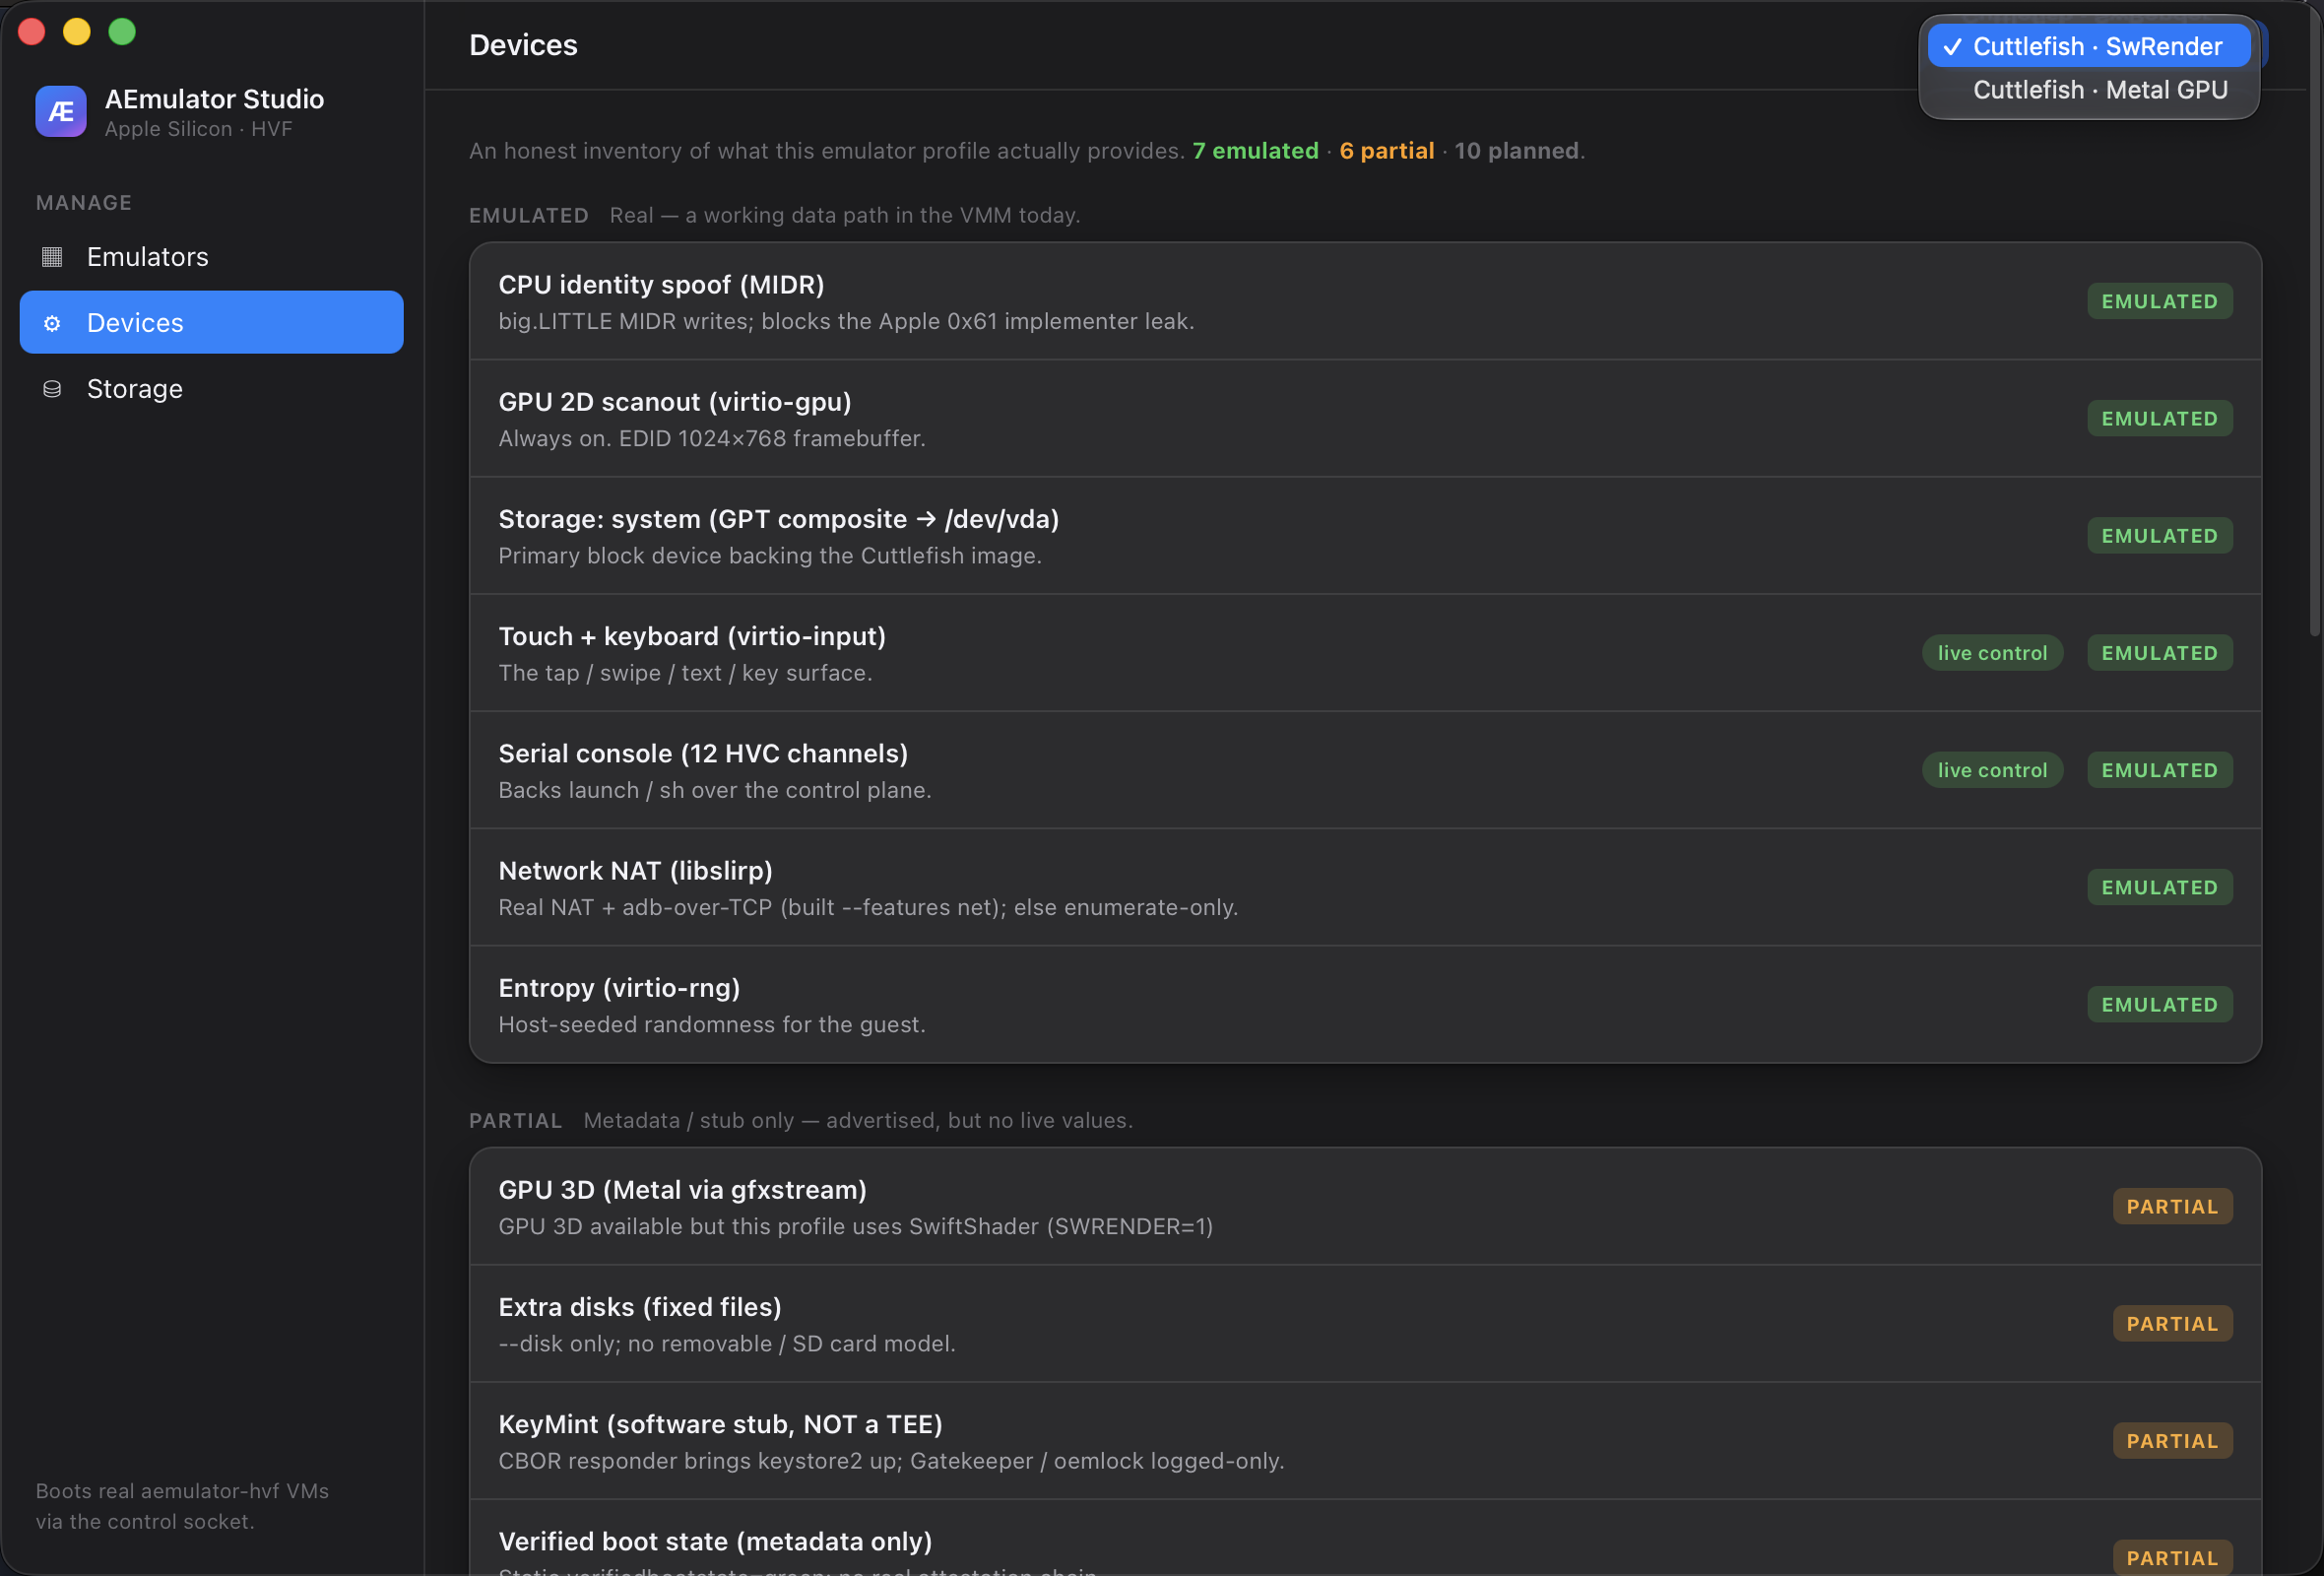 Æ
AEmulator Studio
Apple Silicon · HVF
MANAGE
Emulators
Devices
Storage
Boots real aemulator-hvf VMs
via the control socket.
Devices
✓ Cuttlefish · SwRender
Cuttlefish · Metal GPU
An honest inventory of what this emulator profile actually provides. 7 emulated · 6 partial · 10 planned.
EMULATED Real — a working data path in the VMM today.
CPU identity spoof (MIDR)
big.LITTLE MIDR writes; blocks the Apple 0x61 implementer leak.
EMULATED
GPU 2D scanout (virtio-gpu)
Always on. EDID 1024×768 framebuffer.
EMULATED
Storage: system (GPT composite → /dev/vda)
Primary block device backing the Cuttlefish image.
EMULATED
Touch + keyboard (virtio-input)
The tap / swipe / text / key surface.
live control EMULATED
Serial console (12 HVC channels)
Backs launch / sh over the control plane.
live control EMULATED
Network NAT (libslirp)
Real NAT + adb-over-TCP (built --features net); else enumerate-only.
EMULATED
Entropy (virtio-rng)
Host-seeded randomness for the guest.
EMULATED
PARTIAL Metadata / stub only — advertised, but no live values.
GPU 3D (Metal via gfxstream)
GPU 3D available but this profile uses SwiftShader (SWRENDER=1)
PARTIAL
Extra disks (fixed files)
--disk only; no removable / SD card model.
PARTIAL
KeyMint (software stub, NOT a TEE)
CBOR responder brings keystore2 up; Gatekeeper / oemlock logged-only.
PARTIAL
Verified boot state (metadata only)
PARTIAL